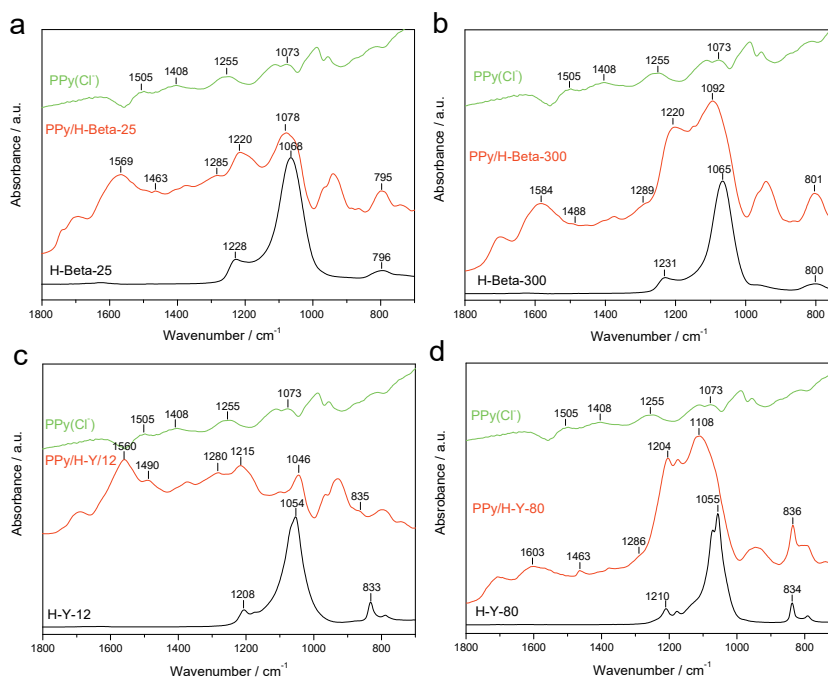 a
PPy(Cl⁻)
1505
1408
1255
1073
PPy/H-Beta-25
1569
1463
1285
1220
1078
1068
795
H-Beta-25
1228
796
Absorbance / a.u.
1800 1600 1400 1200 1000 800
Wavenumber / cm⁻¹
b
PPy(Cl⁻)
1505
1408
1255
1073
PPy/H-Beta-300
1584
1488
1289
1220
1092
1065
801
H-Beta-300
1231
800
Absorbance / a.u.
1800 1600 1400 1200 1000 800
Wavenumber / cm⁻¹
c
PPy(Cl⁻)
1505
1408
1255
1073
PPy/H-Y/12
1560
1490
1280
1215
1046
835
1054
H-Y-12
1208
833
Absorbance / a.u.
1800 1600 1400 1200 1000 800
Wavenumber / cm⁻¹
d
PPy(Cl⁻)
1505
1408
1255
1073
PPy/H-Y-80
1603
1463
1286
1204
1108
1055
836
H-Y-80
1210
834
Absrobance / a.u.
1800 1600 1400 1200 1000 800
Wavenumber / cm⁻¹